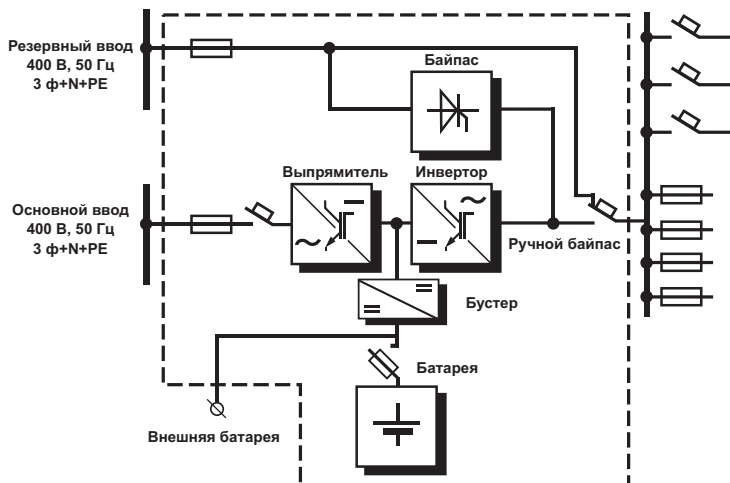 Резервный ввод
400 В, 50 Гц
3 ф+N+PE
Байпас
Выпрямитель
Инвертор
Основной ввод
400 В, 50 Гц
3 ф+N+PE
Ручной байпас
Бустер
Батарея
Внешняя батарея